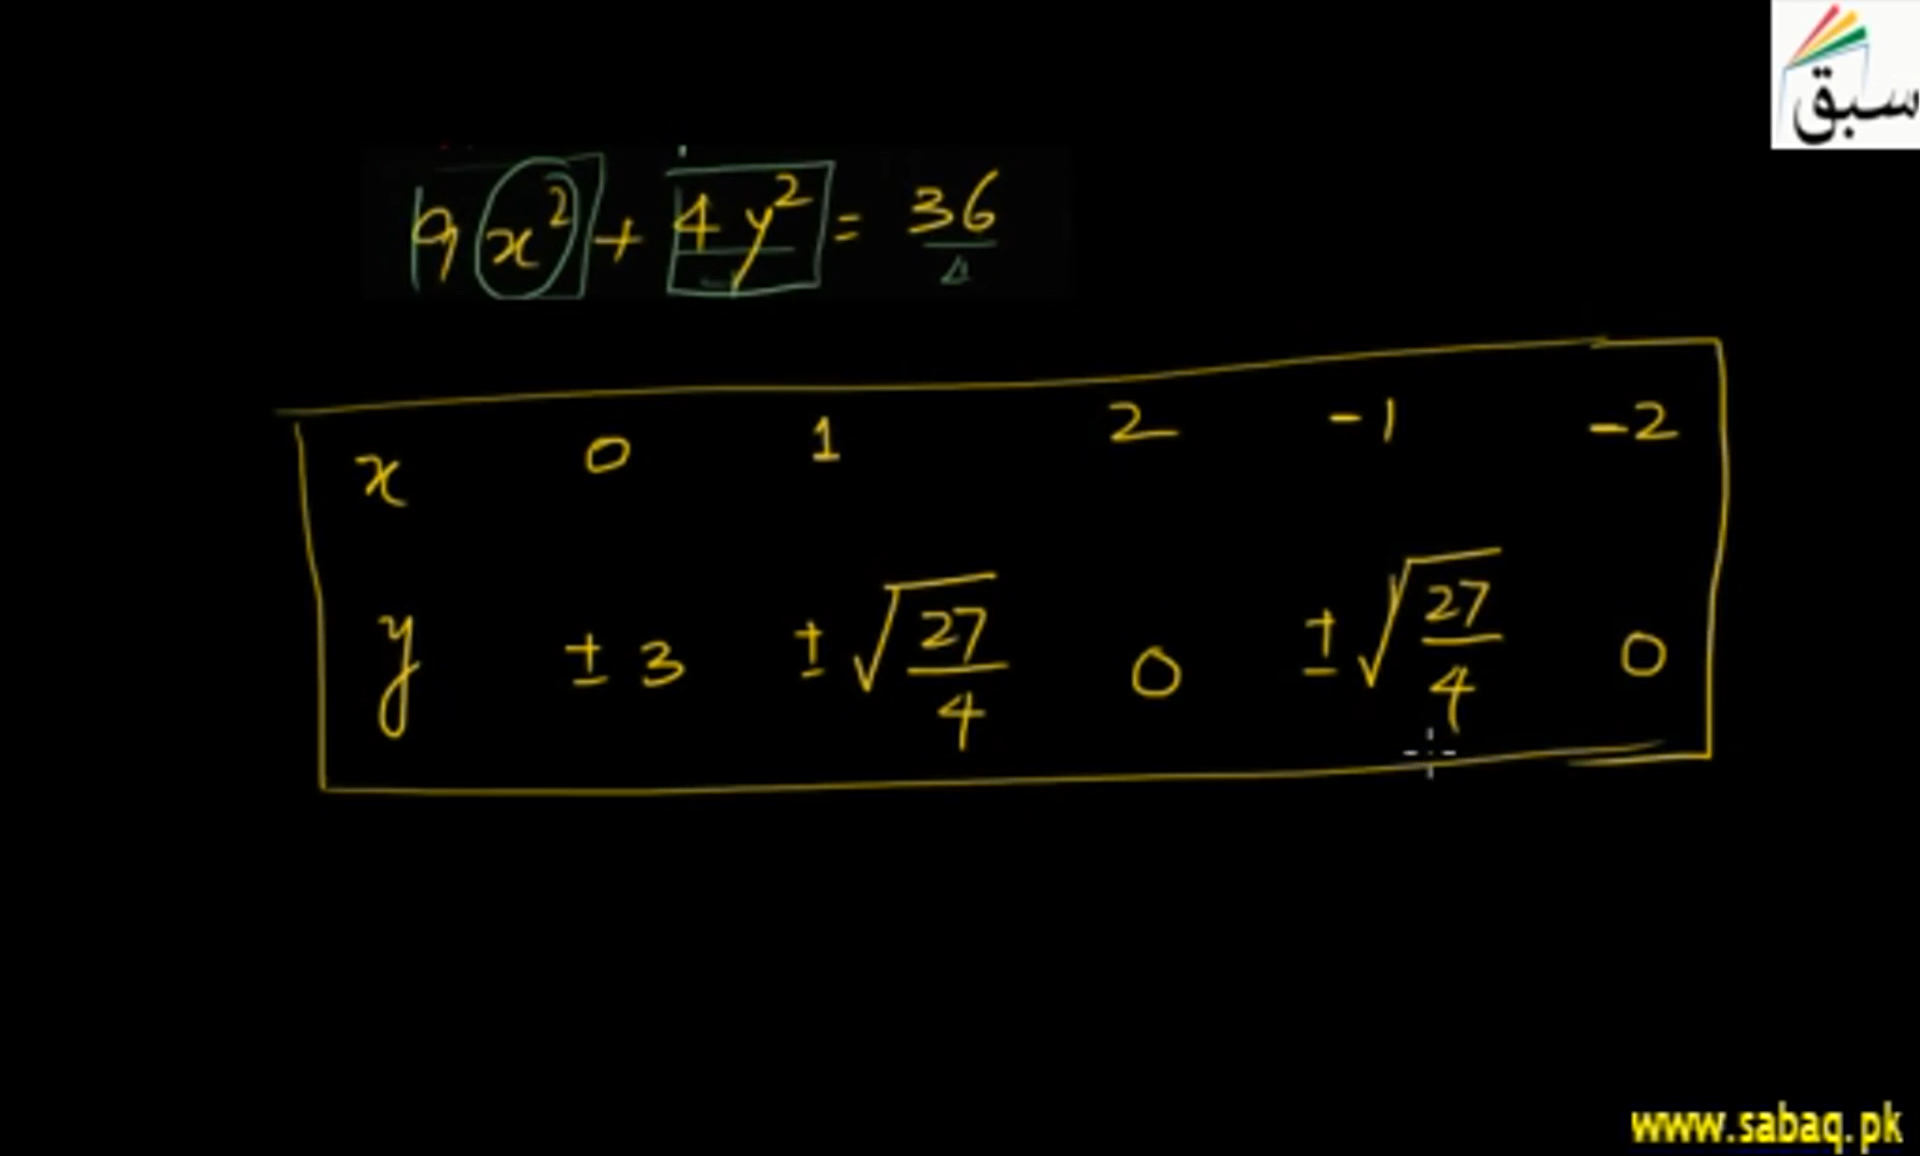 سبق
9x² + 4y² = 36/4
x 0 1 2 -1 -2
y ±3 ±√(27/4) 0 ±√(27/4) 0
www.sabaq.pk